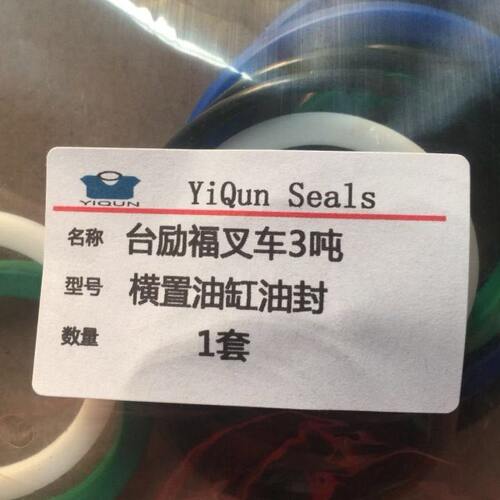 YIQUN
YiQun Seals
名称 台励福叉车3吨
型号 横置油缸油封
数量 1套